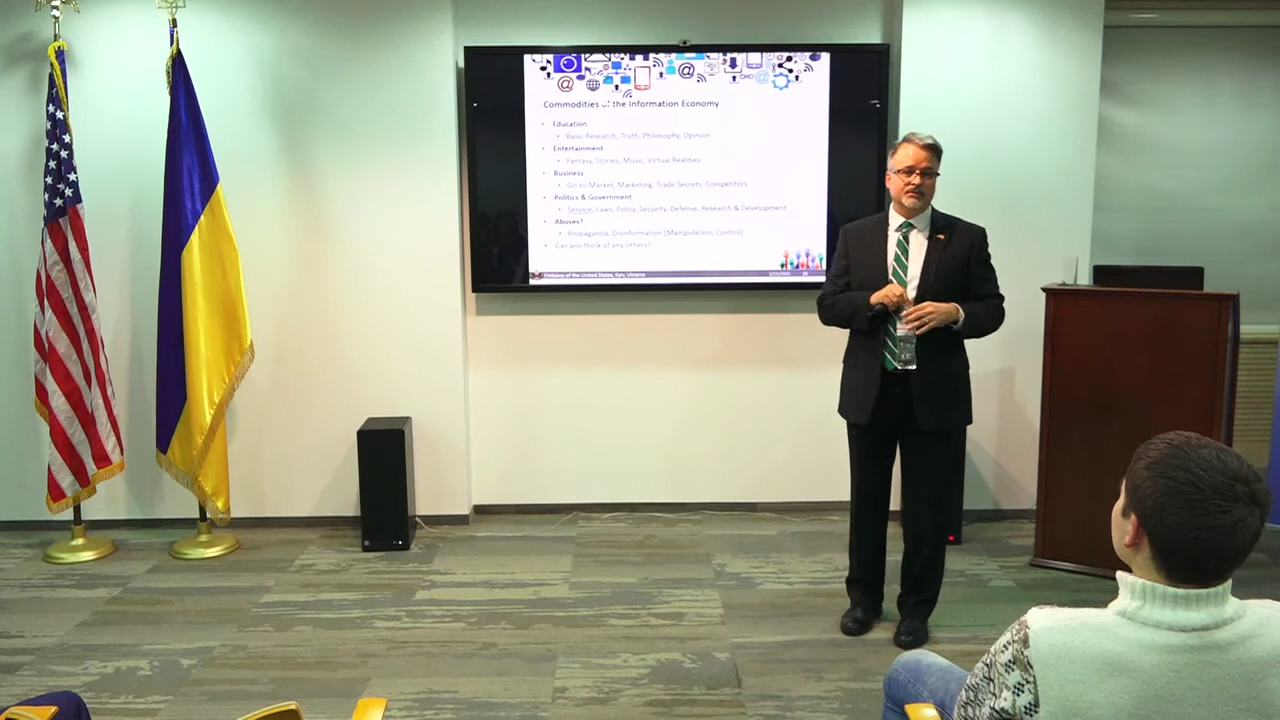 Commodities of the Information Economy
Education
Basic Research, Truth, Philosophy, Opinion
Entertainment
Fantasy, Stories, Music, Virtual Realities
Business
Go-to-Market, Marketing, Trade Secrets, Competitors
Politics & Government
Service, Laws, Policy, Security, Defense, Research & Development
Abuses?
Propaganda, Disinformation (Manipulation, Control)
Can you think of any others?
Embassy of the United States, Kyiv, Ukraine